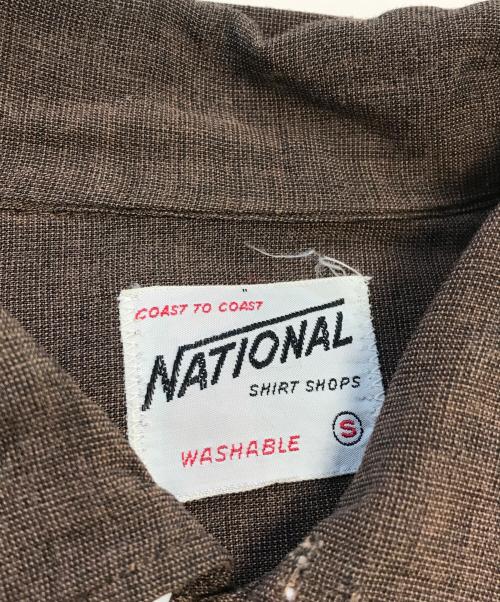 COAST TO COAST
NATIONAL
SHIRT SHOPS
WASHABLE
S